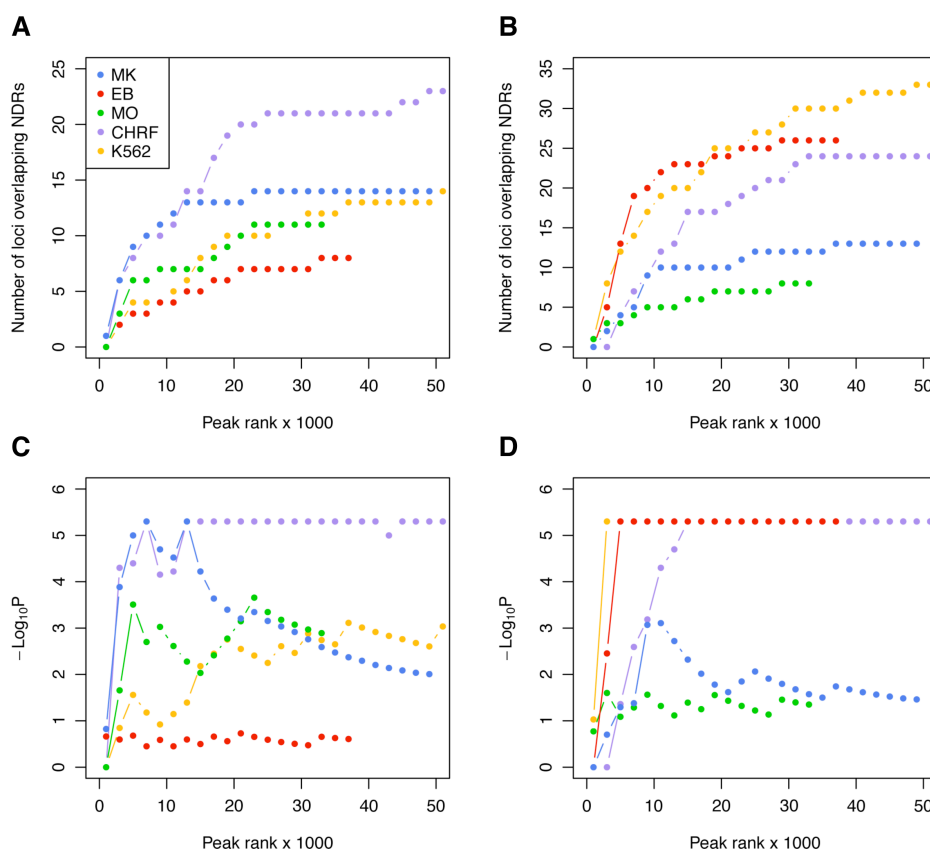 A
Number of loci overlapping NDRs
25
20
15
10
5
0
MK
EB
MO
CHRF
K562
0 10 20 30 40 50
Peak rank x 1000
B
Number of loci overlapping NDRs
35
30
25
20
15
10
5
0
0 10 20 30 40 50
Peak rank x 1000
C
−Log10P
6
5
4
3
2
1
0
0 10 20 30 40 50
Peak rank x 1000
D
−Log10P
6
5
4
3
2
1
0
0 10 20 30 40 50
Peak rank x 1000